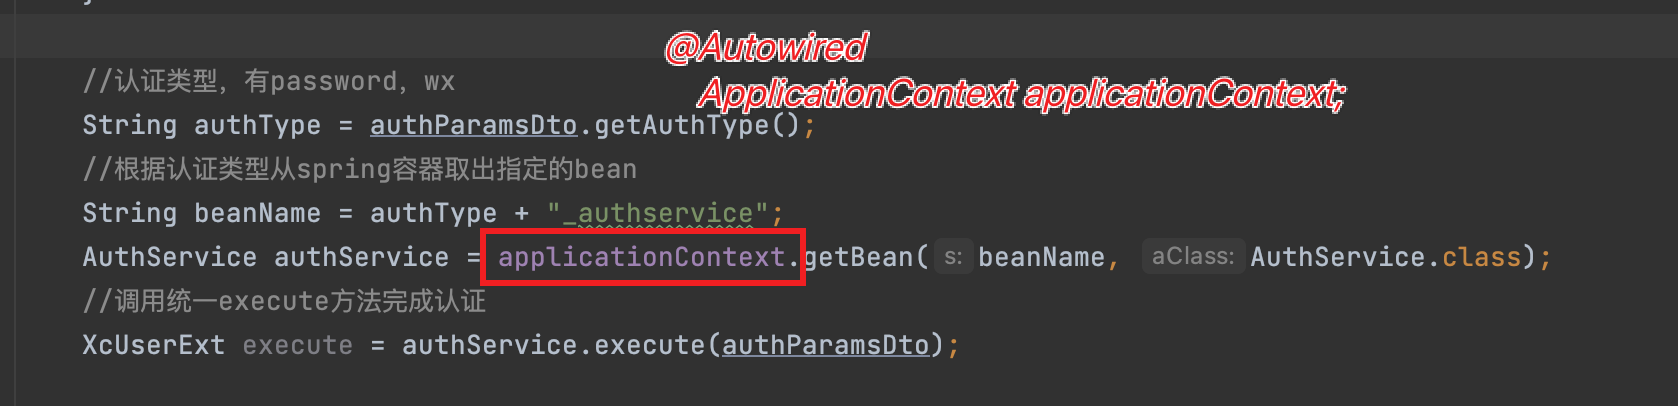 }
@Autowired
//认证类型，有password，wx
ApplicationContext applicationContext;
String authType = authParamsDto.getAuthType();
//根据认证类型从spring容器取出指定的bean
String beanName = authType + "_authservice";
AuthService authService = applicationContext.getBean( s: beanName, aClass: AuthService.class);
//调用统一execute方法完成认证
XcUserExt execute = authService.execute(authParamsDto);